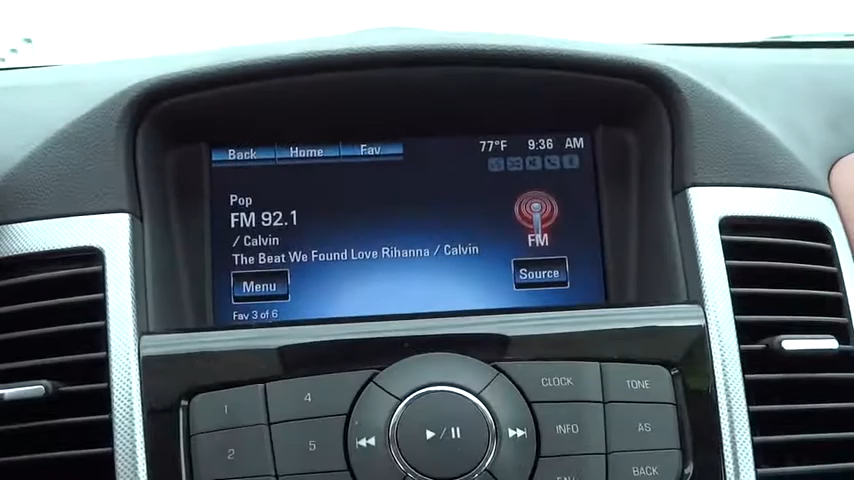 Back Home Fav 77°F 9:36 AM
Pop
FM 92.1
/ Calvin
The Beat We Found Love Rihanna / Calvin
FM
Menu Source
Fav 3 of 6
1 4 CLOCK TONE
2 5 INFO AS
BACK